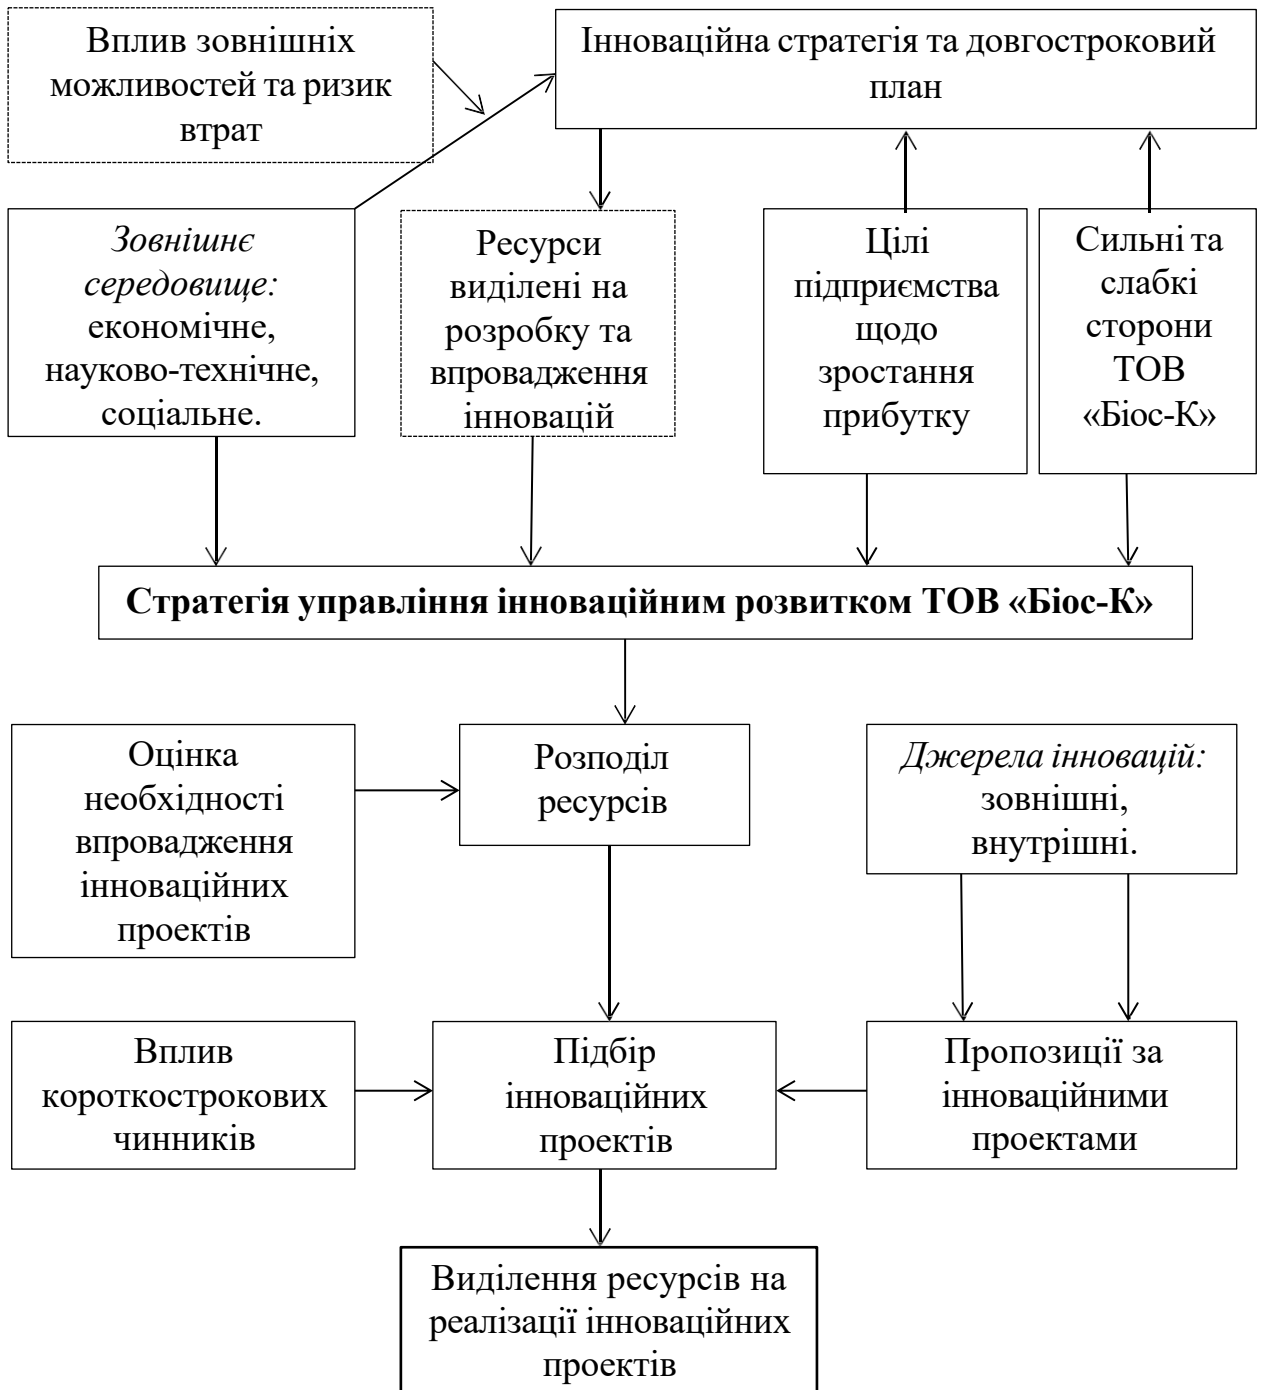 Вплив зовнішніх
можливостей та ризик
втрат
Інноваційна стратегія та довгостроковий
план
Зовнішнє
середовище:
економічне,
науково-технічне,
соціальне.
Ресурси
виділені на
розробку та
впровадження
інновацій
Цілі
підприємства
щодо
зростання
прибутку
Сильні та
слабкі
сторони
ТОВ
«Біос-К»
Стратегія управління інноваційним розвитком ТОВ «Біос-К»
Оцінка
необхідності
впровадження
інноваційних
проектів
Розподіл
ресурсів
Джерела інновацій:
зовнішні,
внутрішні.
Вплив
короткострокових
чинників
Підбір
інноваційних
проектів
Пропозиції за
інноваційними
проектами
Виділення ресурсів на
реалізації інноваційних
проектів